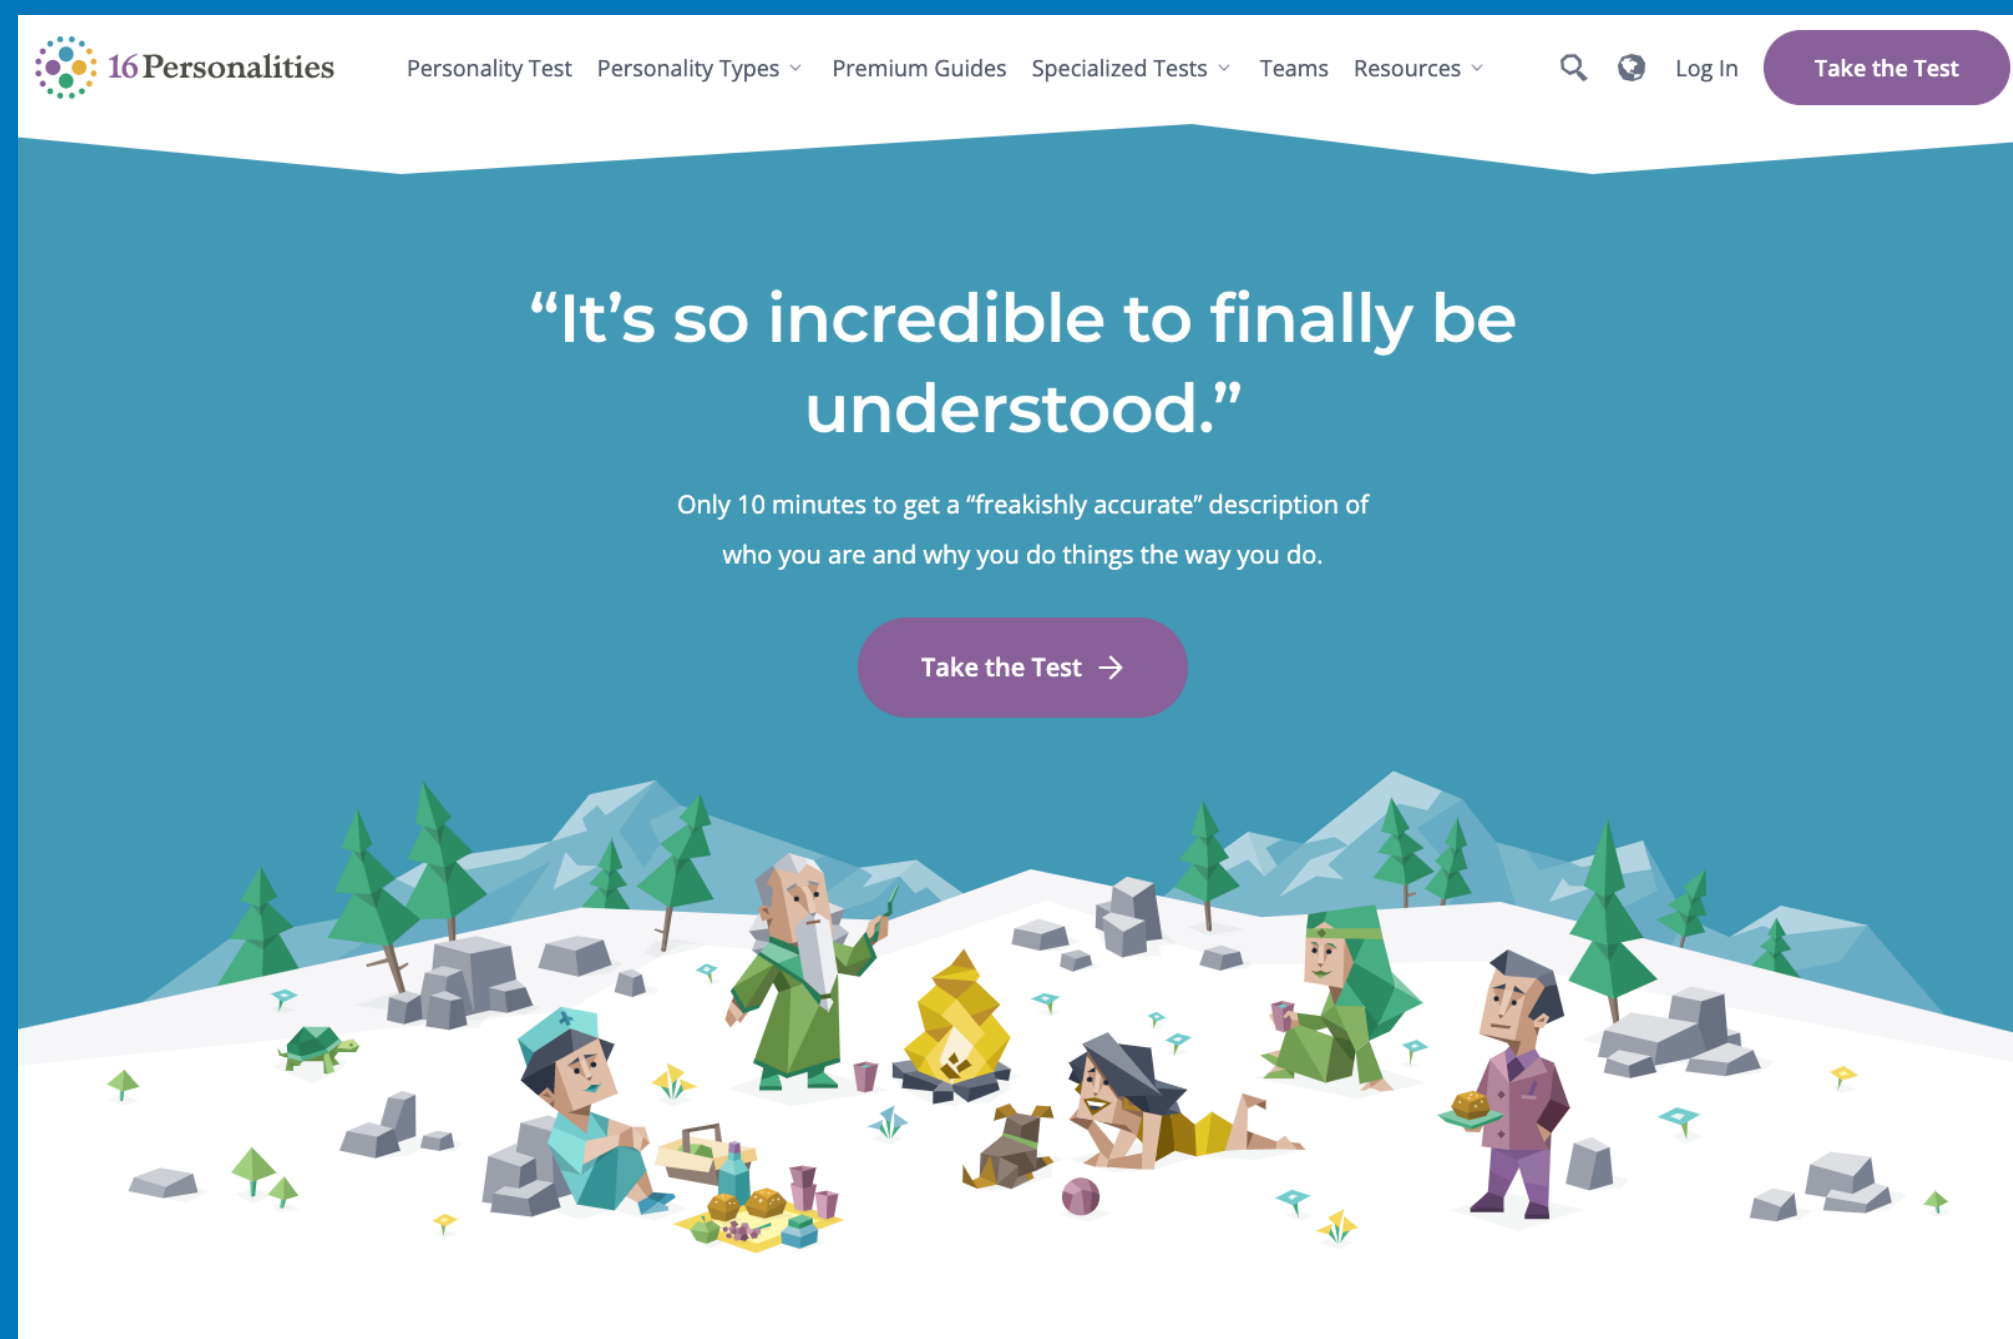 16Personalities
Personality Test
Personality Types
Premium Guides
Specialized Tests
Teams
Resources
Log In
Take the Test
“It’s so incredible to finally be
understood.”
Only 10 minutes to get a “freakishly accurate” description of
who you are and why you do things the way you do.
Take the Test →